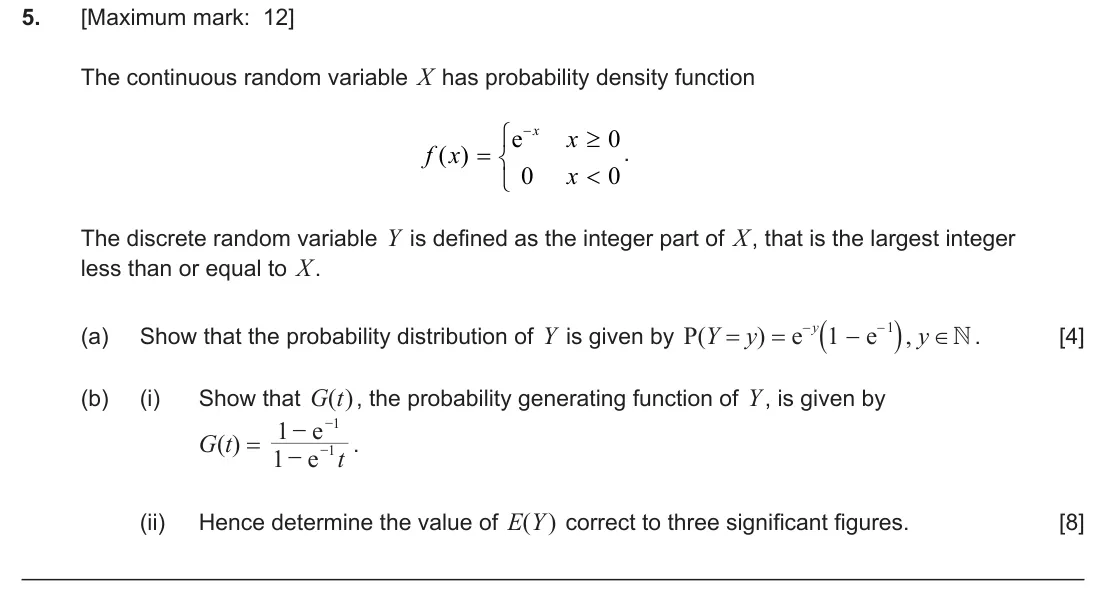 5. [Maximum mark: 12]
The continuous random variable X has probability density function
f(x) = { e⁻ˣ x ≥ 0
0 x < 0 .
The discrete random variable Y is defined as the integer part of X, that is the largest integer
less than or equal to X.
(a) Show that the probability distribution of Y is given by P(Y = y) = e⁻ʸ(1 − e⁻¹), y ∈ ℕ. [4]
(b) (i) Show that G(t), the probability generating function of Y, is given by
G(t) = (1 − e⁻¹)/(1 − e⁻¹t).
(ii) Hence determine the value of E(Y) correct to three significant figures. [8]